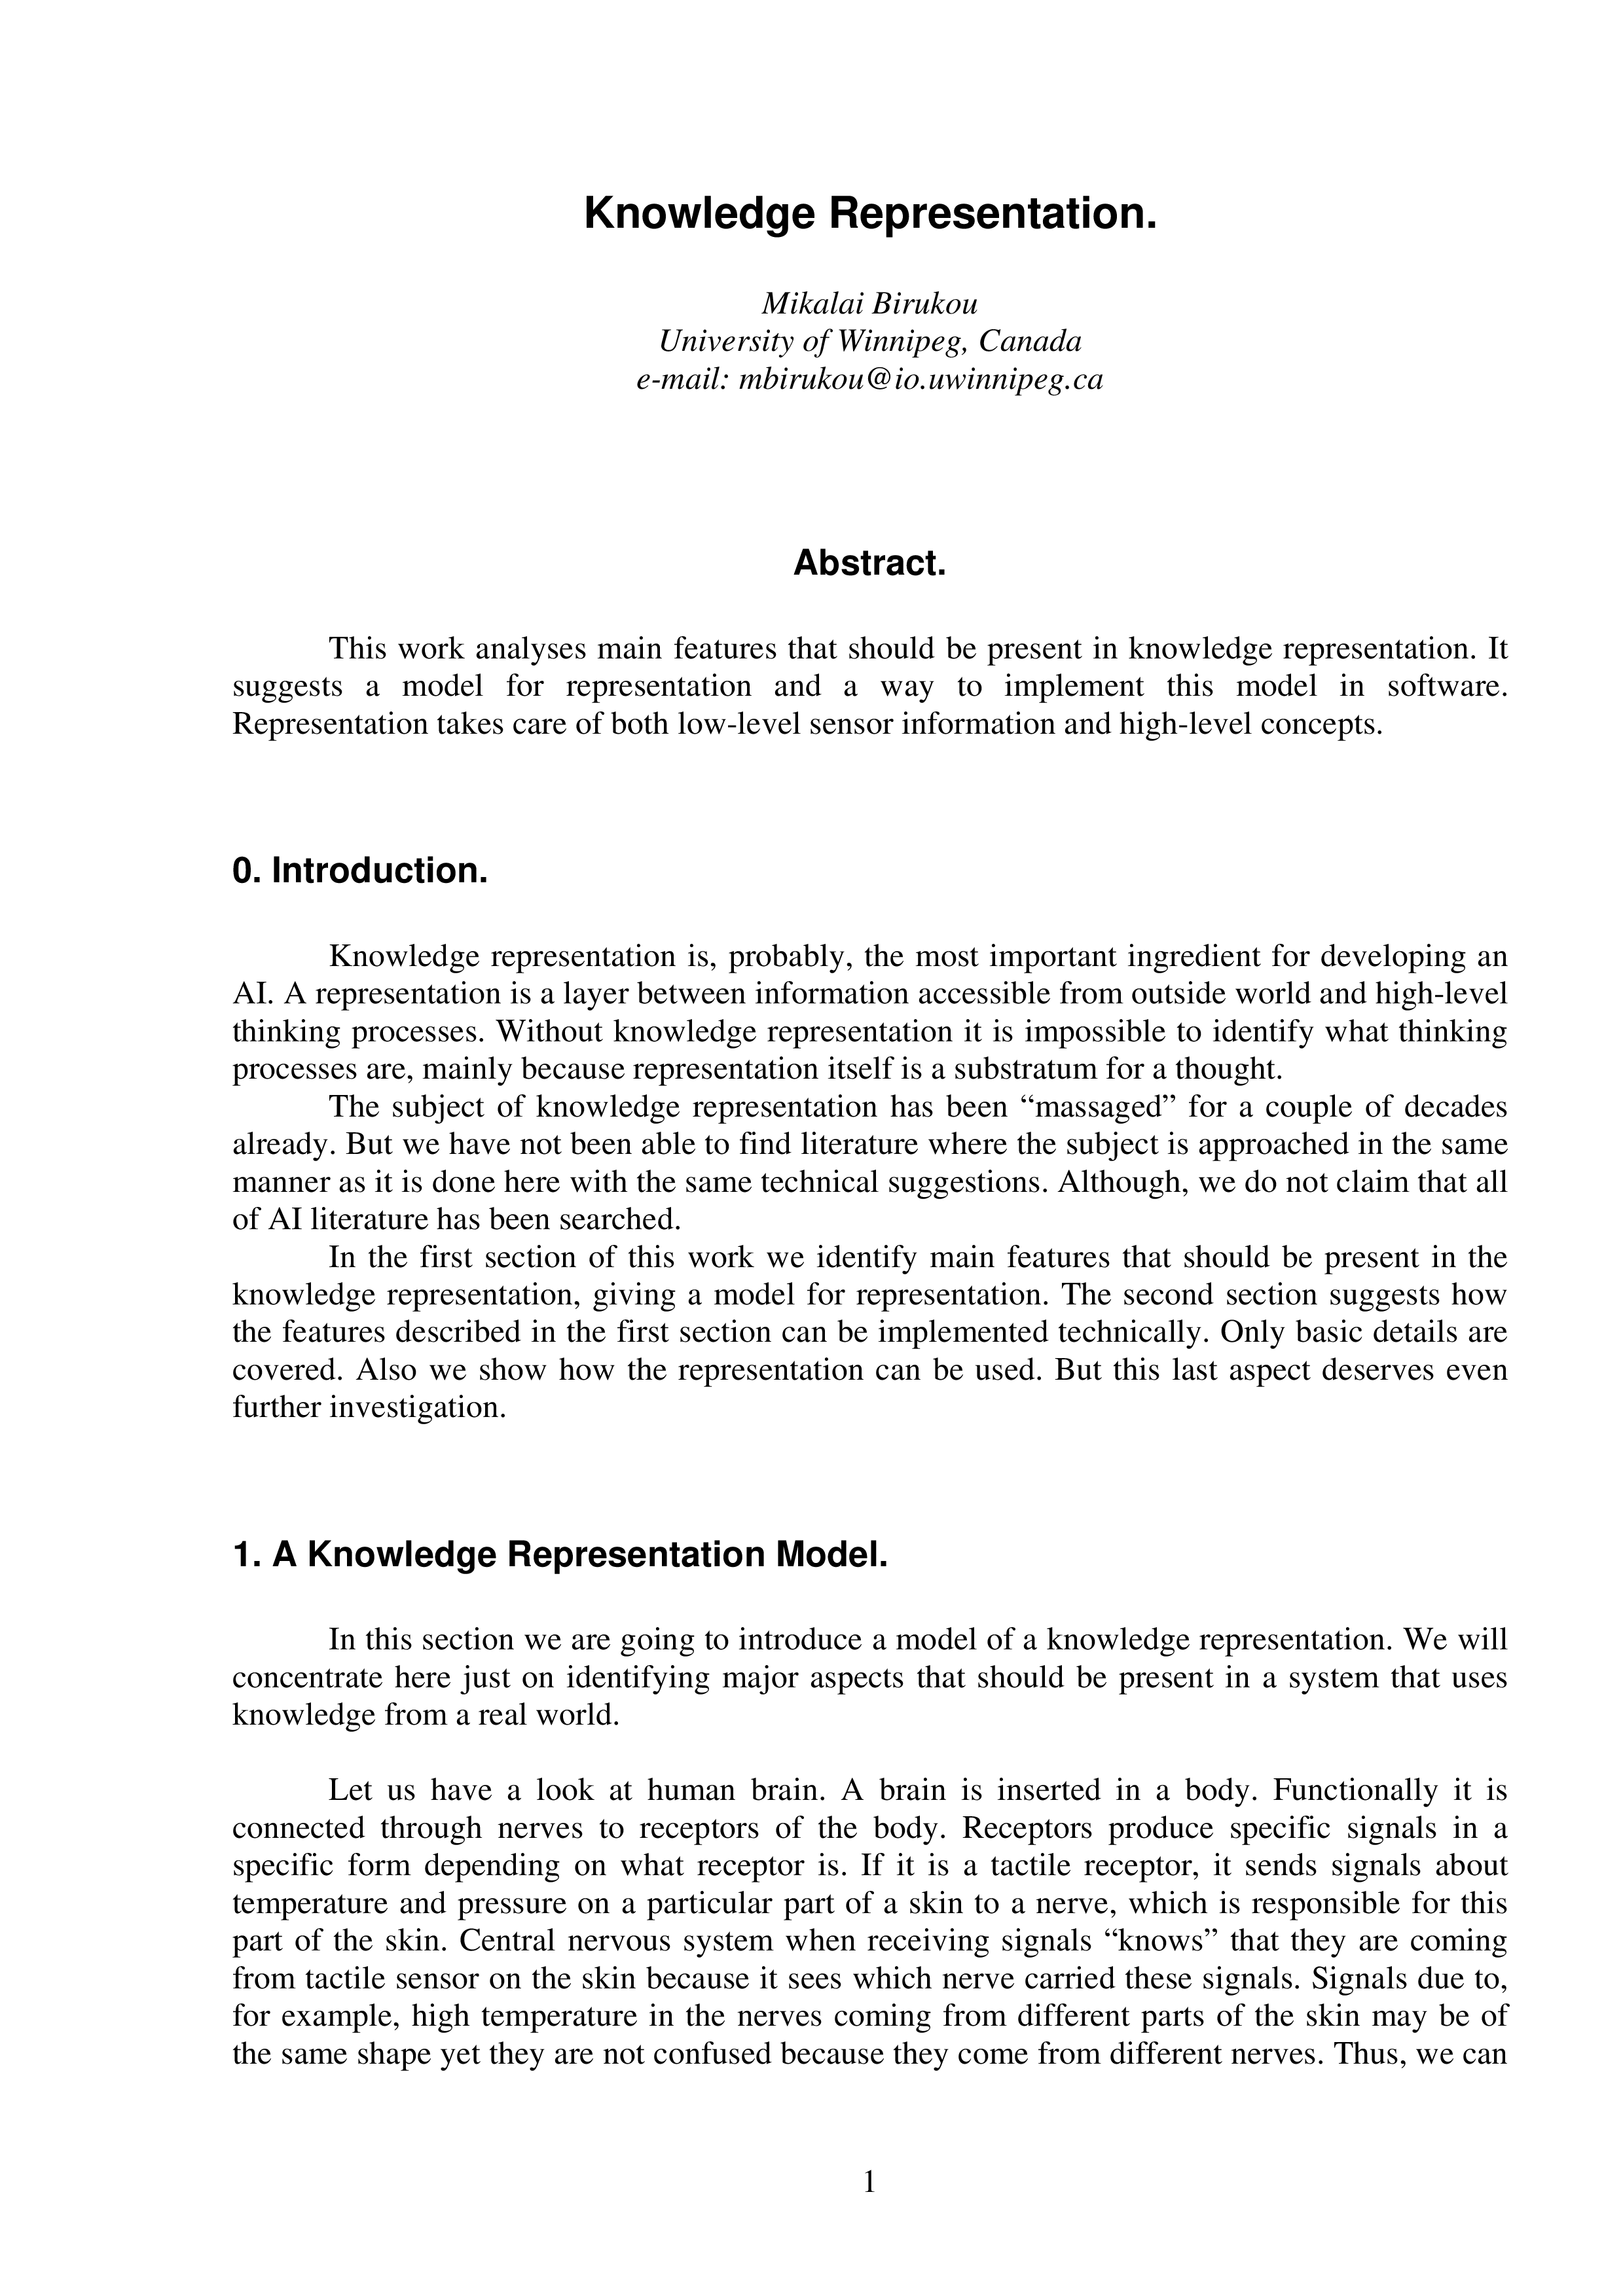 Knowledge Representation.
Mikalai Birukou
University of Winnipeg, Canada
e-mail: mbirukou@io.uwinnipeg.ca
Abstract.
This work analyses main features that should be present in knowledge representation. It
suggests a model for representation and a way to implement this model in software.
Representation takes care of both low-level sensor information and high-level concepts.
0. Introduction.
Knowledge representation is, probably, the most important ingredient for developing an
AI. A representation is a layer between information accessible from outside world and high-level
thinking processes. Without knowledge representation it is impossible to identify what thinking
processes are, mainly because representation itself is a substratum for a thought.
The subject of knowledge representation has been “massaged” for a couple of decades
already. But we have not been able to find literature where the subject is approached in the same
manner as it is done here with the same technical suggestions. Although, we do not claim that all
of AI literature has been searched.
In the first section of this work we identify main features that should be present in the
knowledge representation, giving a model for representation. The second section suggests how
the features described in the first section can be implemented technically. Only basic details are
covered. Also we show how the representation can be used. But this last aspect deserves even
further investigation.
1. A Knowledge Representation Model.
In this section we are going to introduce a model of a knowledge representation. We will
concentrate here just on identifying major aspects that should be present in a system that uses
knowledge from a real world.
Let us have a look at human brain. A brain is inserted in a body. Functionally it is
connected through nerves to receptors of the body. Receptors produce specific signals in a
specific form depending on what receptor is. If it is a tactile receptor, it sends signals about
temperature and pressure on a particular part of a skin to a nerve, which is responsible for this
part of the skin. Central nervous system when receiving signals “knows” that they are coming
from tactile sensor on the skin because it sees which nerve carried these signals. Signals due to,
for example, high temperature in the nerves coming from different parts of the skin may be of
the same shape yet they are not confused because they come from different nerves. Thus, we can
1